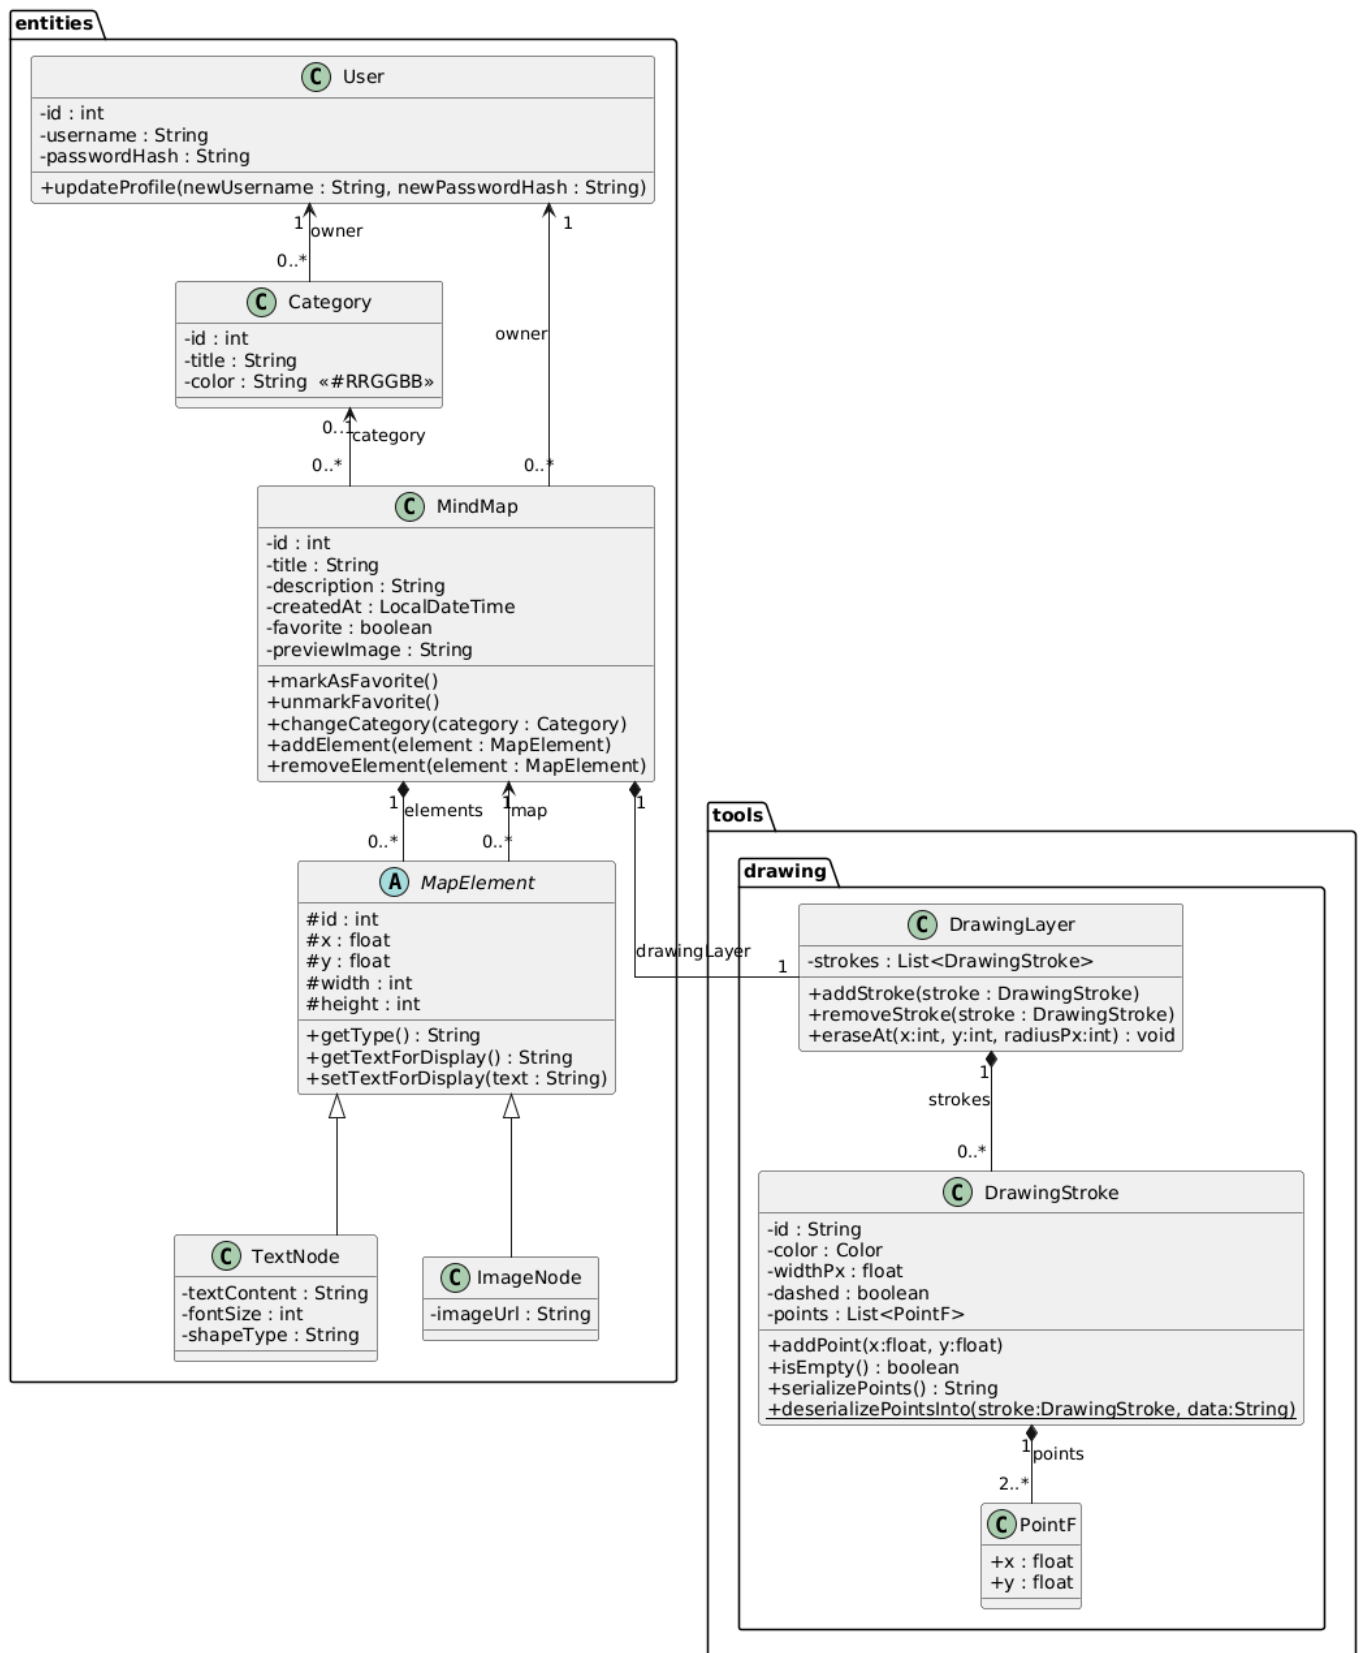 entities
C User
-id : int
-username : String
-passwordHash : String
+updateProfile(newUsername : String, newPasswordHash : String)
1
owner
0..*
1
owner
0..*
C Category
-id : int
-title : String
-color : String «#RRGGBB»
0..1
category
0..*
C MindMap
-id : int
-title : String
-description : String
-createdAt : LocalDateTime
-favorite : boolean
-previewImage : String
+markAsFavorite()
+unmarkFavorite()
+changeCategory(category : Category)
+addElement(element : MapElement)
+removeElement(element : MapElement)
1
elements
0..*
1
map
0..*
1
drawingLayer
1
A MapElement
#id : int
#x : float
#y : float
#width : int
#height : int
+getType() : String
+getTextForDisplay() : String
+setTextForDisplay(text : String)
C TextNode
-textContent : String
-fontSize : int
-shapeType : String
C ImageNode
-imageUrl : String
tools
drawing
C DrawingLayer
-strokes : List<DrawingStroke>
+addStroke(stroke : DrawingStroke)
+removeStroke(stroke : DrawingStroke)
+eraseAt(x:int, y:int, radiusPx:int) : void
1
strokes
0..*
C DrawingStroke
-id : String
-color : Color
-widthPx : float
-dashed : boolean
-points : List<PointF>
+addPoint(x:float, y:float)
+isEmpty() : boolean
+serializePoints() : String
+deserializePointsInto(stroke:DrawingStroke, data:String)
1
points
2..*
C PointF
+x : float
+y : float